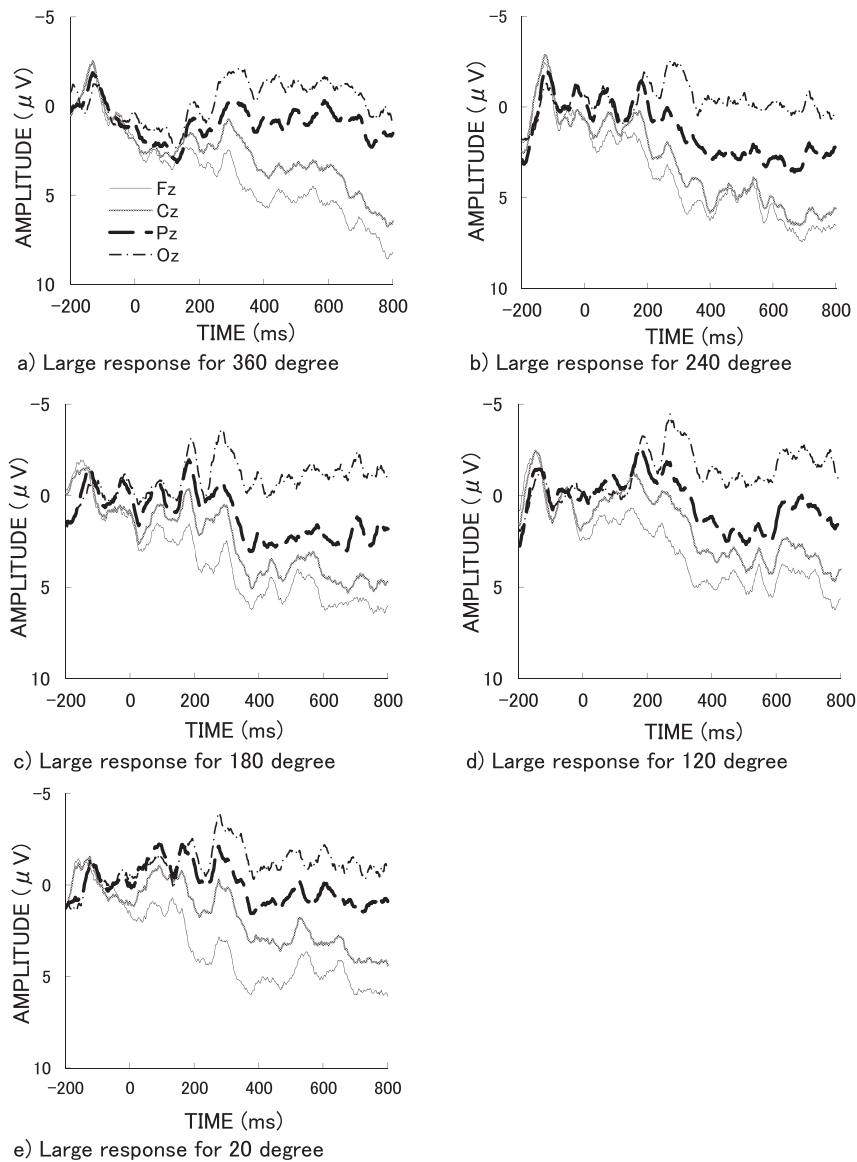 -5
0
5
10
AMPLITUDE (μV)
Fz
Cz
Pz
Oz
-200 0 200 400 600 800
TIME (ms)
a) Large response for 360 degree
-5
0
5
10
AMPLITUDE (μV)
-200 0 200 400 600 800
TIME (ms)
b) Large response for 240 degree
-5
0
5
10
AMPLITUDE (μV)
-200 0 200 400 600 800
TIME (ms)
c) Large response for 180 degree
-5
0
5
10
AMPLITUDE (μV)
-200 0 200 400 600 800
TIME (ms)
d) Large response for 120 degree
-5
0
5
10
AMPLITUDE (μV)
-200 0 200 400 600 800
TIME (ms)
e) Large response for 20 degree